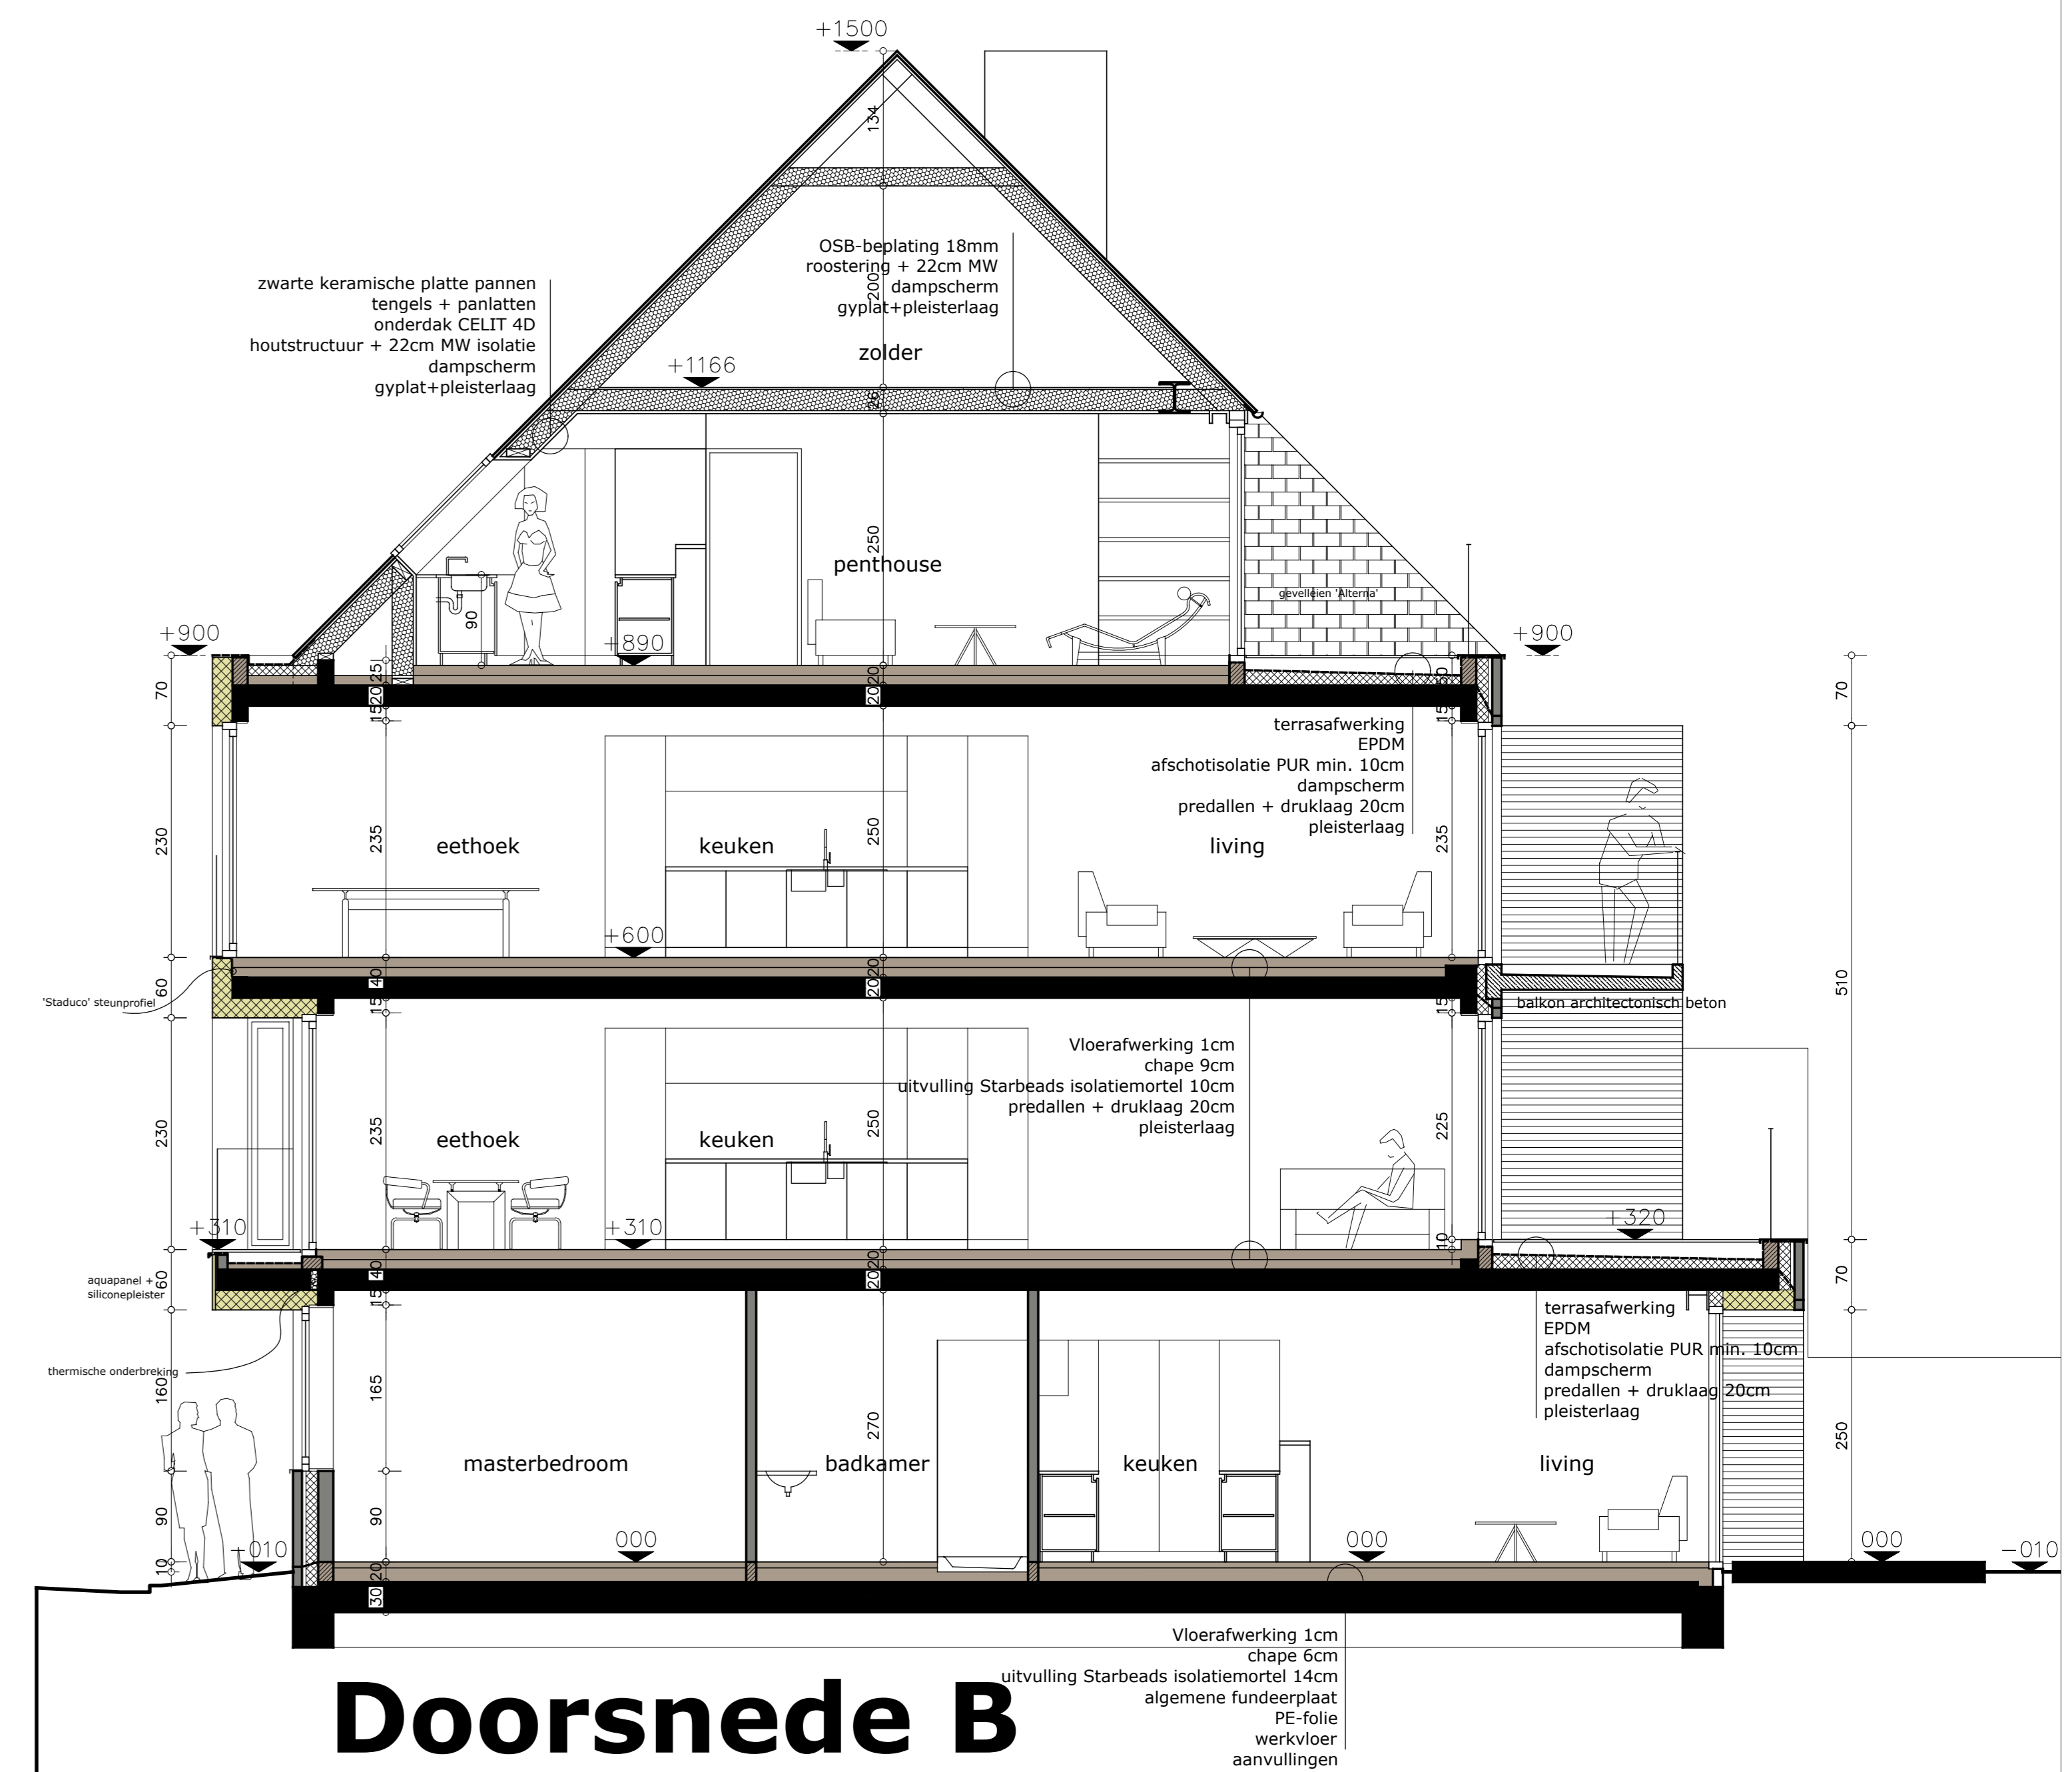 +1500
134
OSB-beplating 18mm
roostering + 22cm MW
dampscherm
gyplat+pleisterlaag
200
zwarte keramische platte pannen
tengels + panlatten
onderdak CELIT 4D
houtstructuur + 22cm MW isolatie
dampscherm
gyplat+pleisterlaag
zolder
+1166
26
250
penthouse
gevelleien 'Alterna'
90
+900
+890
+900
70
25
20
15
20
20
50
15
70
terrasafwerking
EPDM
afschotisolatie PUR min. 10cm
dampscherm
predallen + druklaag 20cm
pleisterlaag
230
235
eethoek
keuken
250
living
235
+600
'Staduco' steunprofiel
60
40
15
20
20
15
510
balkon architectonisch beton
Vloerafwerking 1cm
chape 9cm
uitvulling Starbeads isolatiemortel 10cm
predallen + druklaag 20cm
pleisterlaag
230
235
eethoek
keuken
250
225
+310
+310
+320
10
aquapanel +
siliconepleister
60
40
15
20
20
70
terrasafwerking
EPDM
afschotisolatie PUR min. 10cm
dampscherm
predallen + druklaag 20cm
pleisterlaag
thermische onderbreking
160
165
270
250
masterbedroom
badkamer
keuken
living
90
90
+010
000
000
000
-010
10
20
30
Vloerafwerking 1cm
chape 6cm
uitvulling Starbeads isolatiemortel 14cm
algemene fundeerplaat
PE-folie
werkvloer
aanvullingen
Doorsnede B